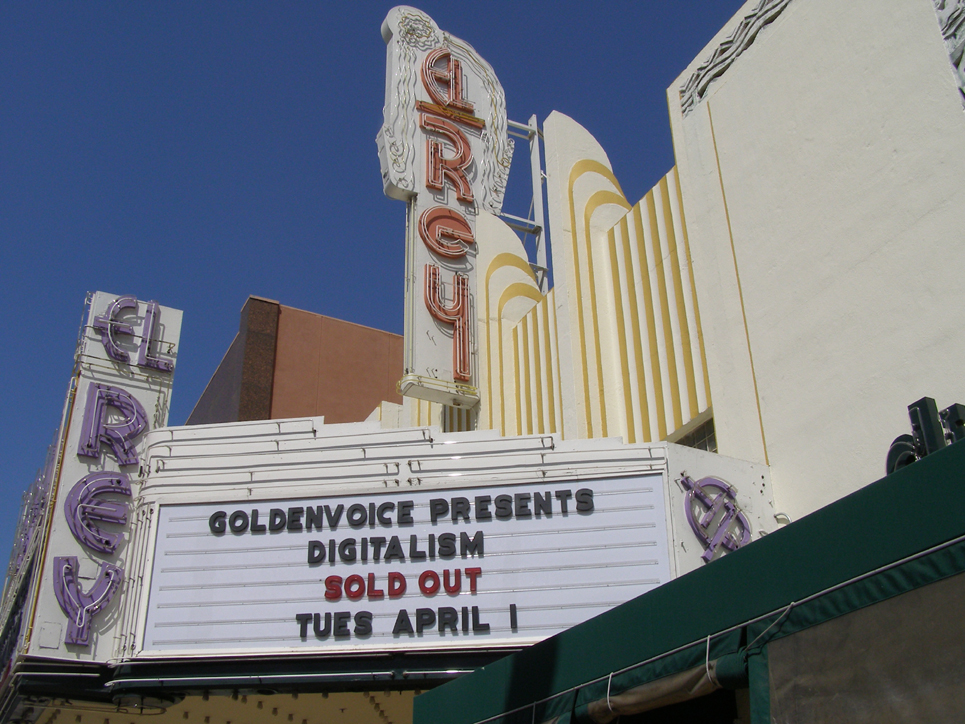 EL REY
EL
REY
GOLDENVOICE PRESENTS
DIGITALISM
SOLD OUT
TUES APRIL 1